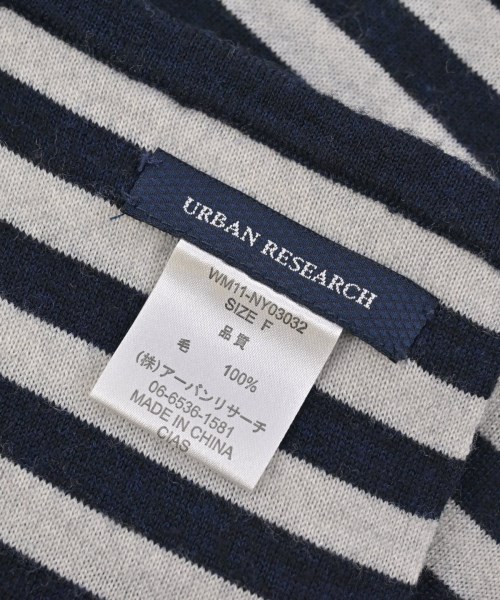 URBAN RESEARCH
WM11-NY03032
SIZE F
品質
毛 100%
(株)アーバンリサーチ
06-6536-1581
MADE IN CHINA
CIAS